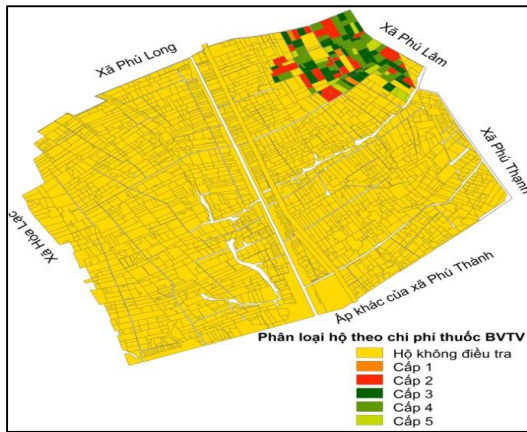 Xã Phú Long
Xã Phú Lâm
Xã Phú Thạnh
Xã Hòa Lạc
Ấp khác của xã Phú Thành
Phân loại hộ theo chi phí thuốc BVTV
Hộ không điều tra
Cấp 1
Cấp 2
Cấp 3
Cấp 4
Cấp 5